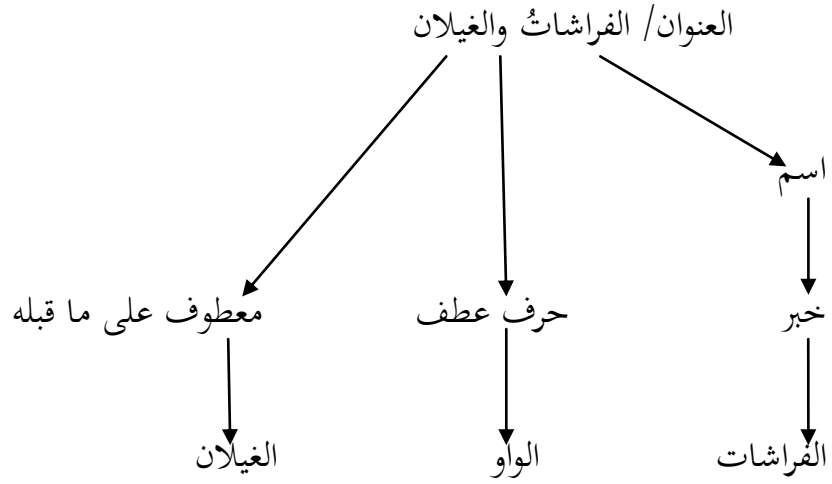 العنوان/ الفراشاتُ والغيلان
اسم
خبر
حرف عطف
معطوف على ما قبله
الفراشات
الواو
الغيلان